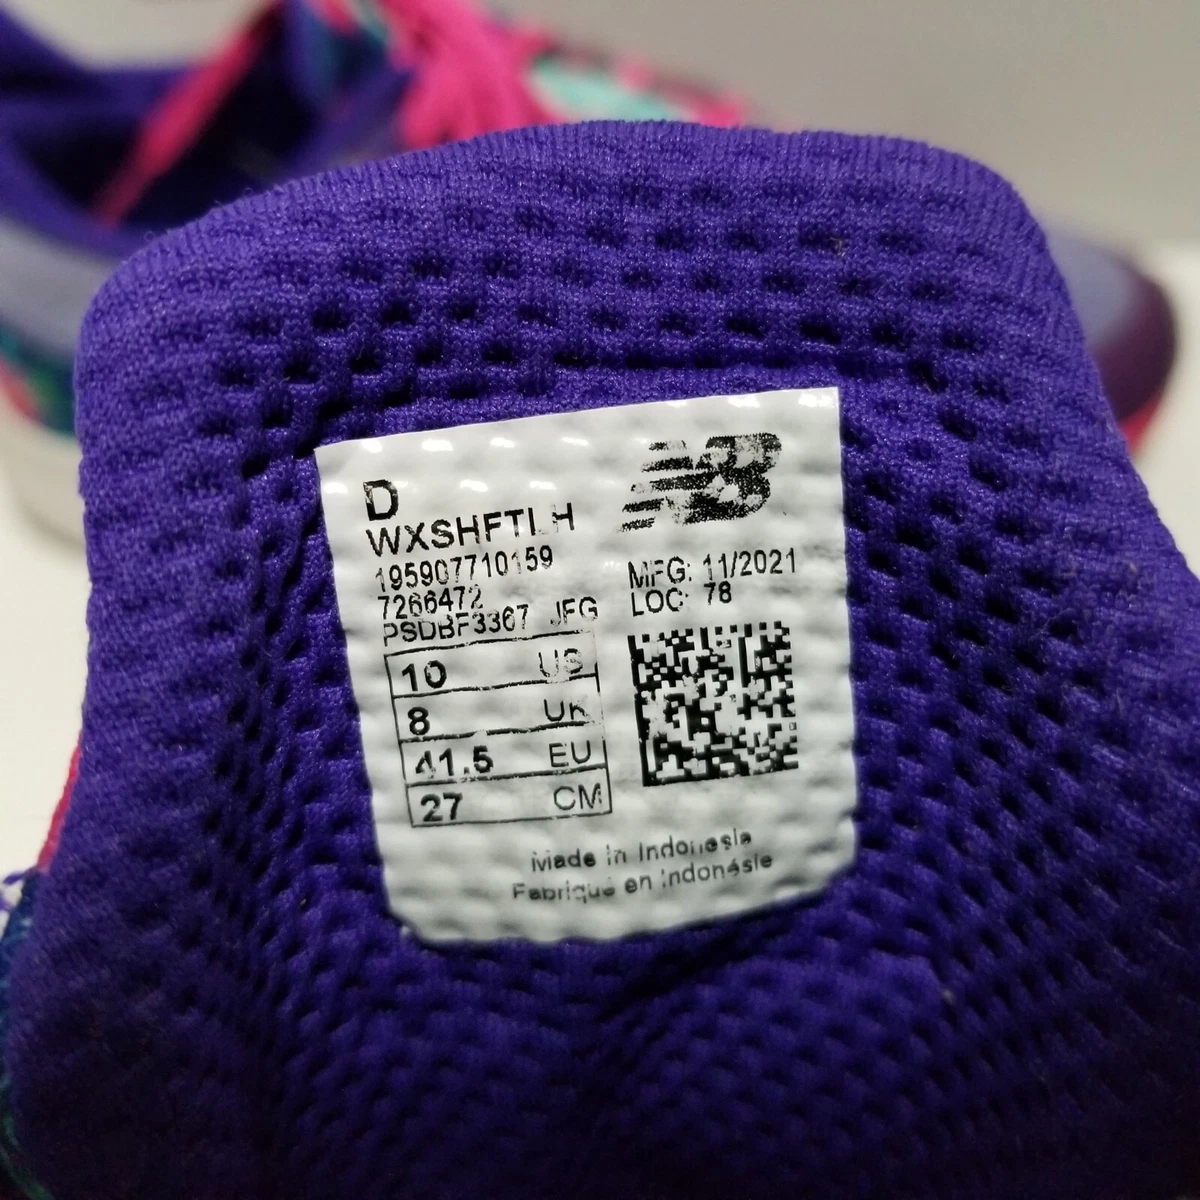 D
NB
WXSHFTLH
195907710159
7266472
PSDBF3367 JFG
MFG: 11/2021
LOC: 78
10 US
8 UK
41.5 EU
27 CM
Made in Indonesia
Fabriqué en Indonésie